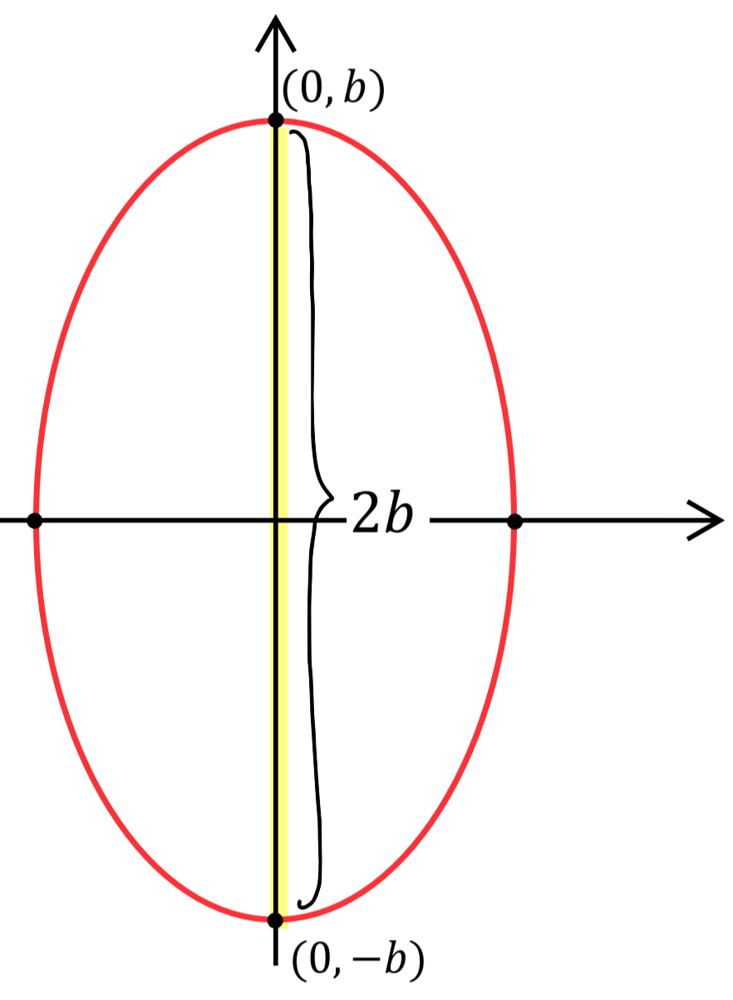 (0, b)
2b
(0, −b)